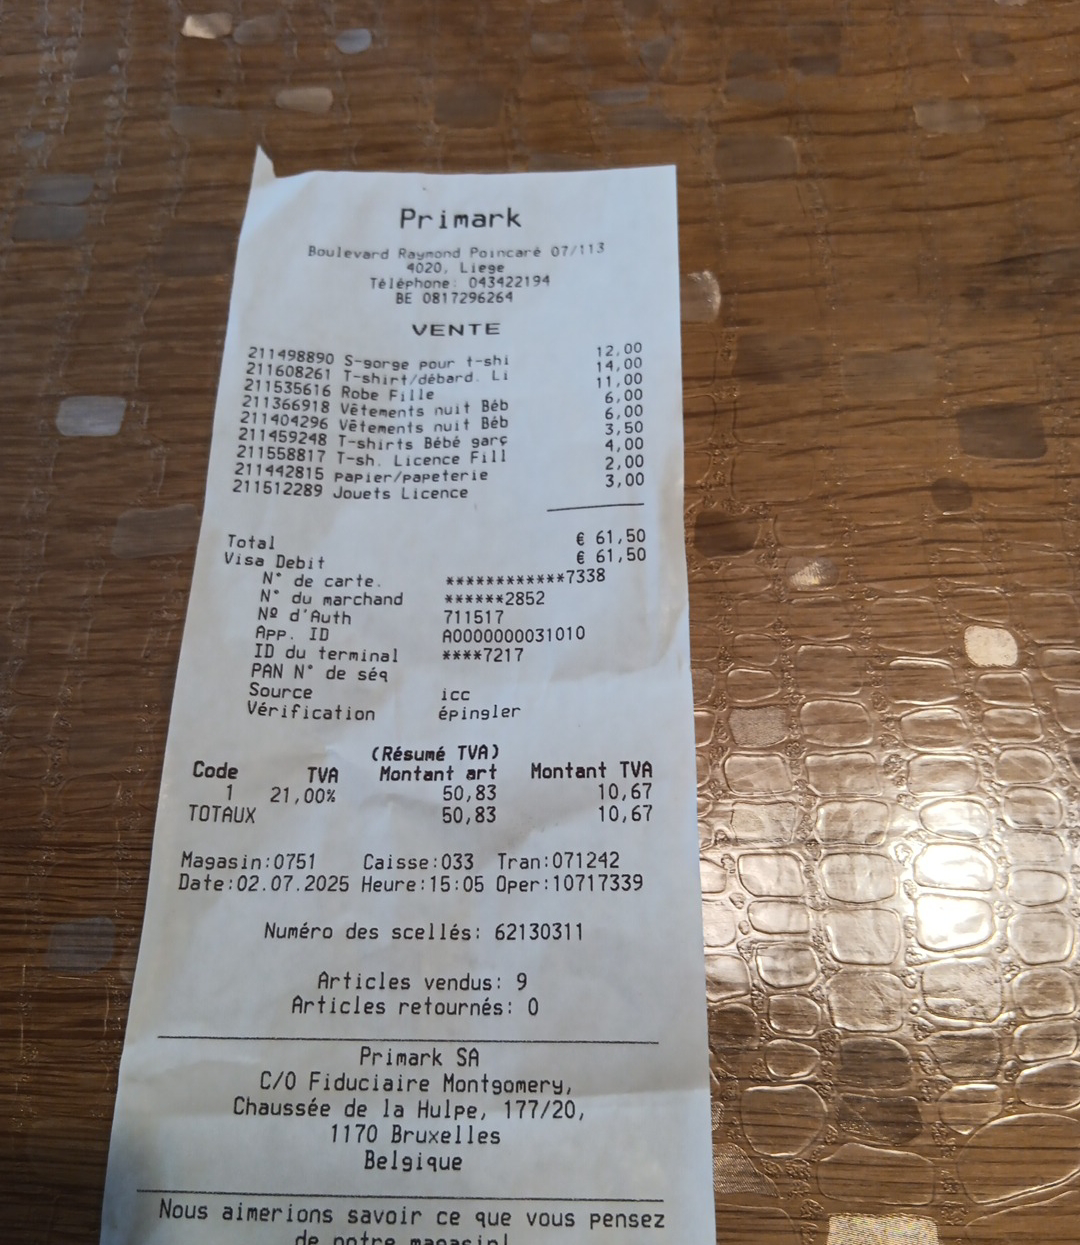 Primark
Boulevard Raymond Poincaré 07/113
4020, Liege
Téléphone: 043422194
BE 0817296264
VENTE
211498890 S-gorge pour t-shi 12,00
211608261 T-shirt/débard. Li 14,00
211535616 Robe Fille 11,00
211366918 Vêtements nuit Béb 6,00
211404296 Vêtements nuit Béb 6,00
211459248 T-shirts Bébé garç 3,50
211558817 T-sh. Licence Fill 4,00
211442815 papier/papeterie 2,00
211512289 Jouets Licence 3,00
Total € 61,50
Visa Debit € 61,50
N° de carte. ************7338
N° du marchand ******2852
Nº d'Auth 711517
App. ID A0000000031010
ID du terminal ****7217
PAN N° de séq
Source icc
Vérification épingler
(Résumé TVA)
Code TVA Montant art Montant TVA
1 21,00% 50,83 10,67
TOTAUX 50,83 10,67
Magasin:0751 Caisse:033 Tran:071242
Date:02.07.2025 Heure:15:05 Oper:10717339
Numéro des scellés: 62130311
Articles vendus: 9
Articles retournés: 0
Primark SA
C/O Fiduciaire Montgomery,
Chaussée de la Hulpe, 177/20,
1170 Bruxelles
Belgique
Nous aimerions savoir ce que vous pensez
de notre magasin!